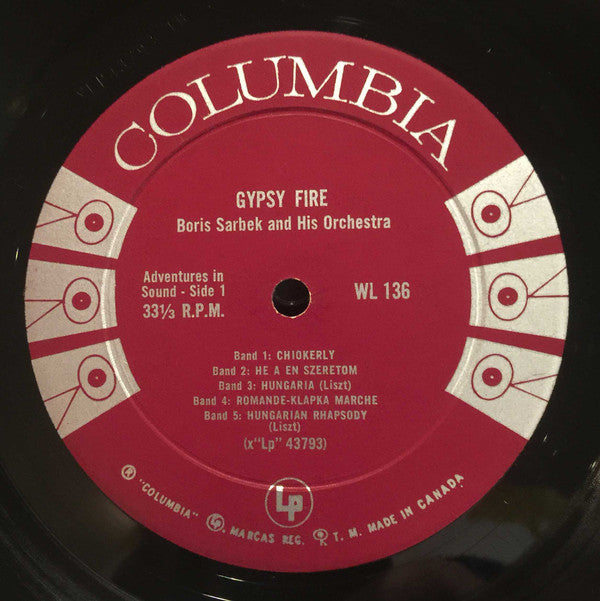 COLUMBIA
GYPSY FIRE
Boris Sarbek and His Orchestra
Adventures in
Sound - Side 1
33⅓ R.P.M.
WL 136
Band 1: CHIOKERLY
Band 2: HE A EN SZERETOM
Band 3: HUNGARIA (Liszt)
Band 4: ROMANDE-KLAPKA MARCHE
Band 5: HUNGARIAN RHAPSODY
(Liszt)
(x"Lp" 43793)
Lp
® "COLUMBIA" Lp. MARCAS REG. T. M. MADE IN CANADA